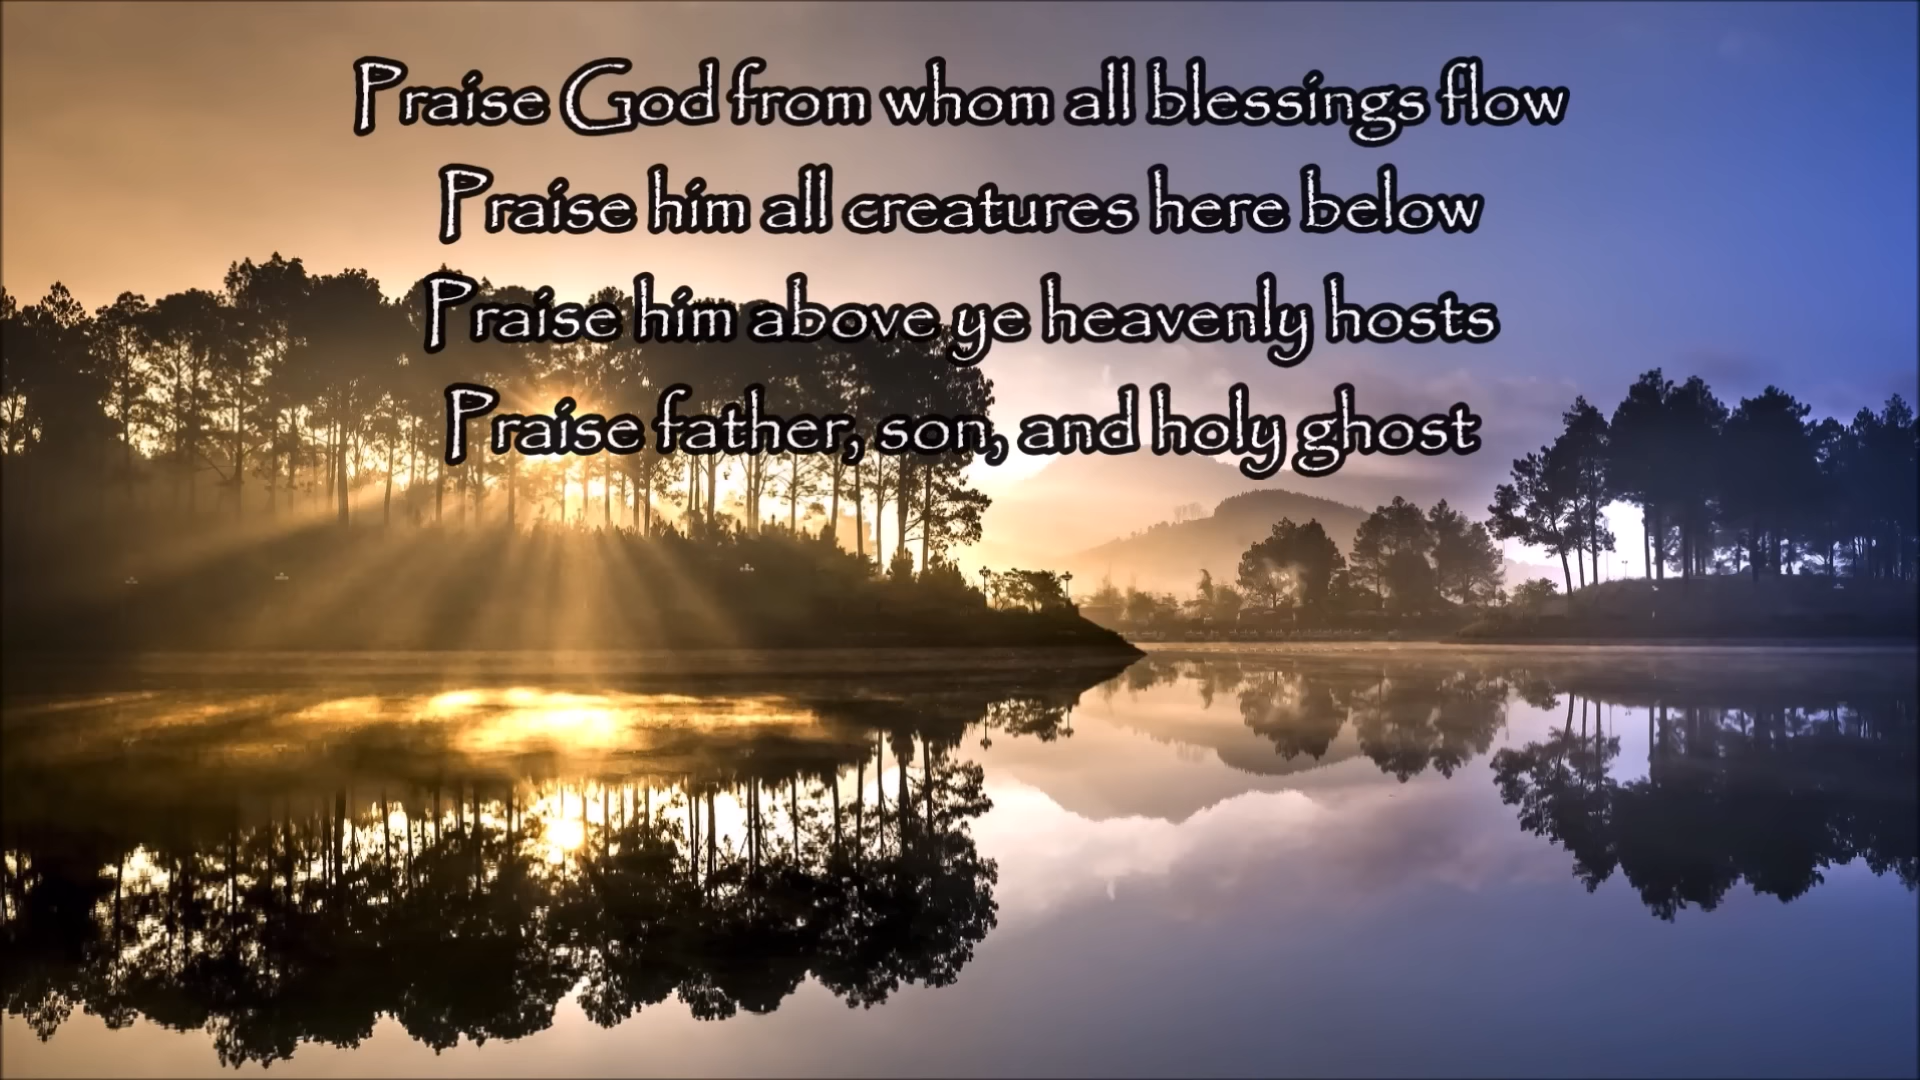 Praise God from whom all blessings flow
Praise him all creatures here below
Praise him above ye heavenly hosts
Praise father, son, and holy ghost